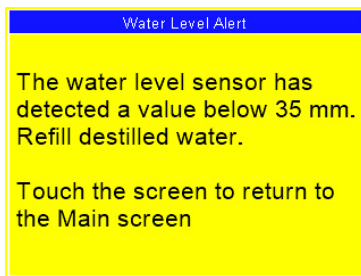 Water Level Alert
The water level sensor has
detected a value below 35 mm.
Refill destilled water.
Touch the screen to return to
the Main screen